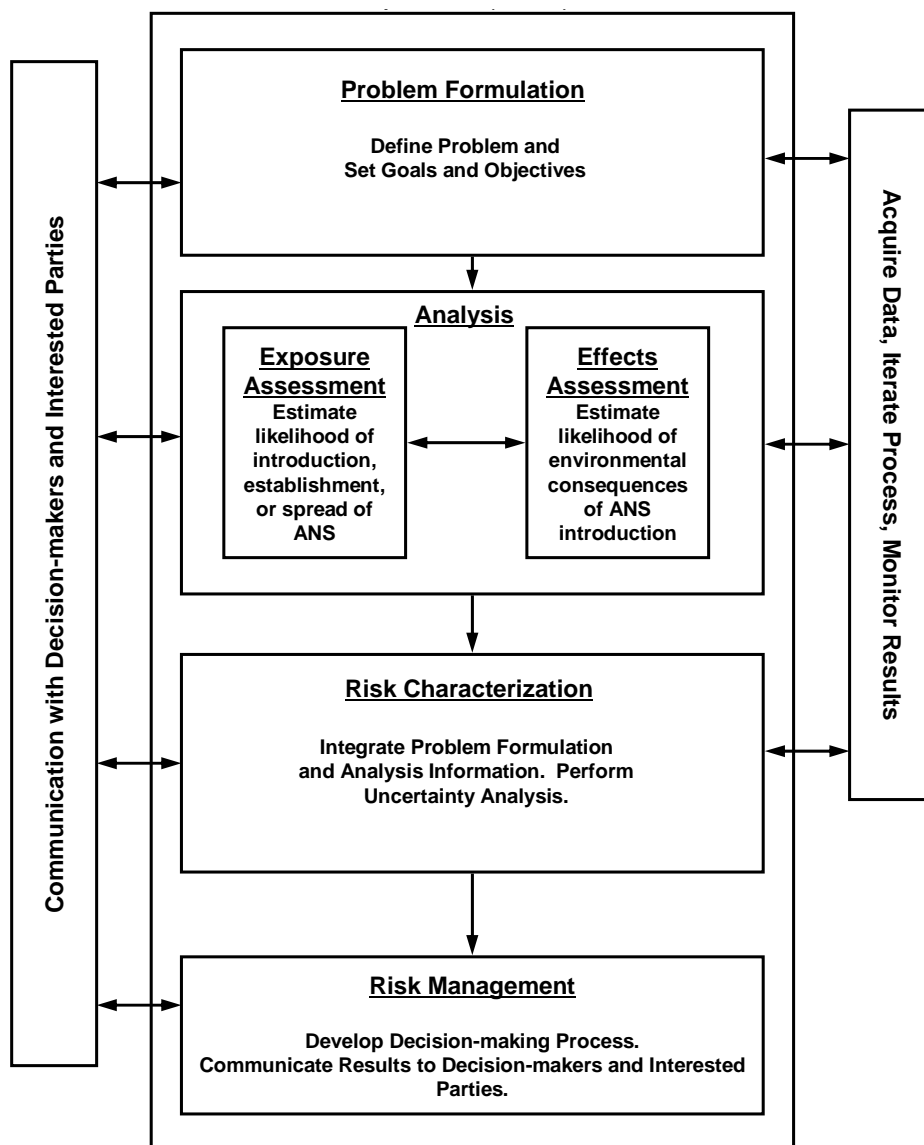 Communication with Decision-makers and Interested Parties
Problem Formulation
Define Problem and
Set Goals and Objectives
Analysis
Exposure
Assessment
Estimate
likelihood of
introduction,
establishment,
or spread of
ANS
Effects
Assessment
Estimate
likelihood of
environmental
consequences
of ANS
introduction
Risk Characterization
Integrate Problem Formulation
and Analysis Information.  Perform
Uncertainty Analysis.
Risk Management
Develop Decision-making Process.
Communicate Results to Decision-makers and Interested
Parties.
Acquire Data, Iterate Process, Monitor Results